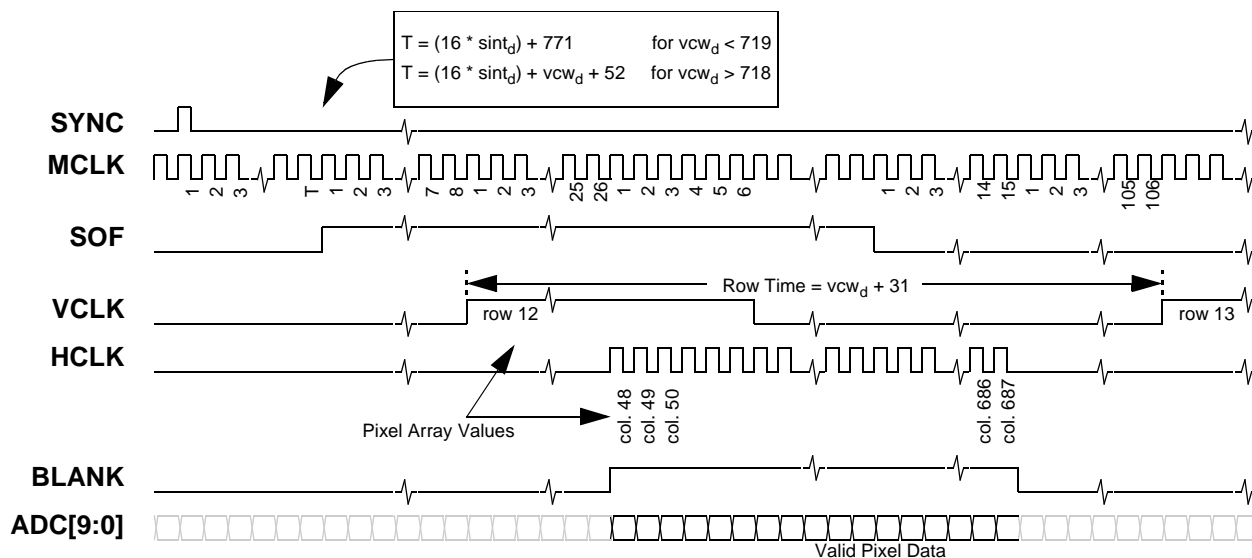 T = (16 * sint_d) + 771 for vcw_d < 719
T = (16 * sint_d) + vcw_d + 52 for vcw_d > 718
SYNC
MCLK
1 2 3 T 1 2 3 7 8 1 2 3 25 26 1 2 3 4 5 6 1 2 3 14 15 1 2 3 105 106
SOF
Row Time = vcw_d + 31
VCLK
row 12 row 13
HCLK
col. 48 col. 49 col. 50 col. 686 col. 687
Pixel Array Values
BLANK
ADC[9:0]
Valid Pixel Data